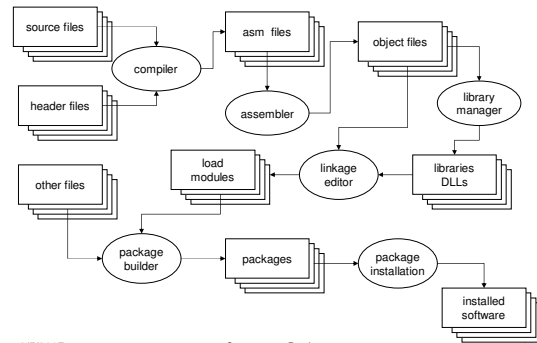 source files
asm files
object files
compiler
header files
assembler
library
manager
other files
load
modules
linkage
editor
libraries
DLLs
package
builder
packages
package
installation
installed
software